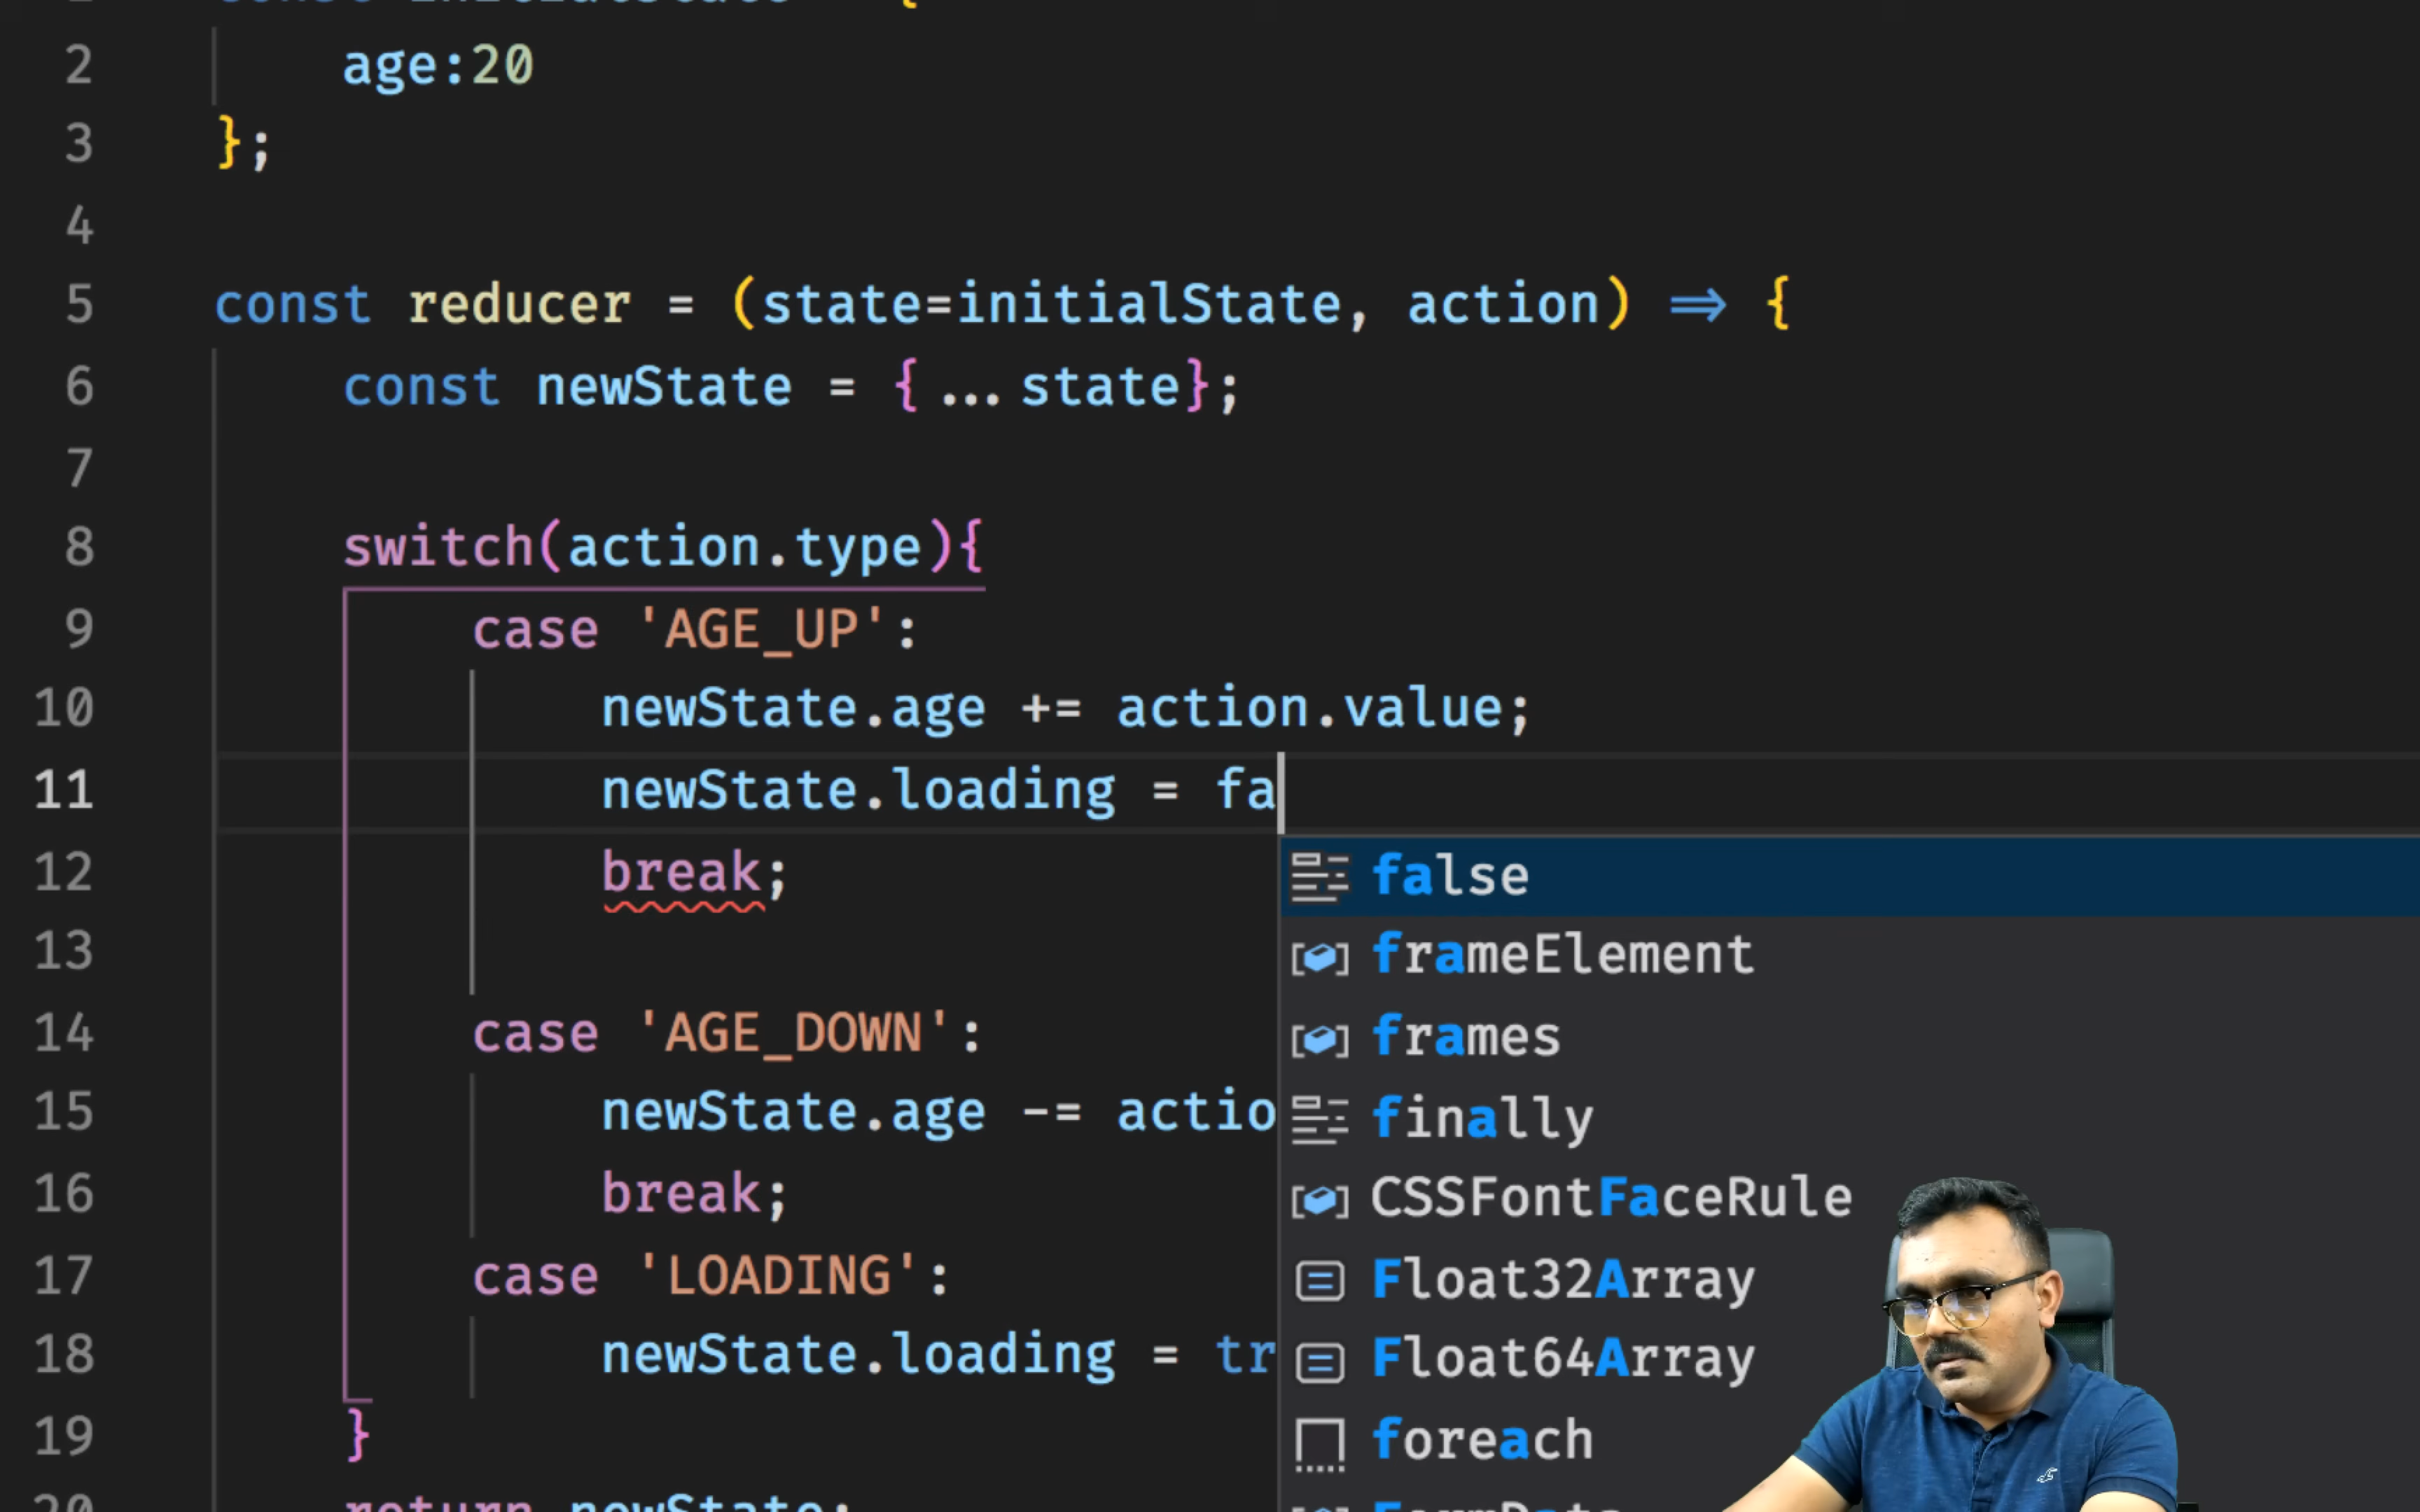 2 age:20
3 };
4
5 const reducer = (state=initialState, action) => {
6 const newState = {...state};
7
8 switch(action.type){
9 case 'AGE_UP':
10 newState.age += action.value;
11 newState.loading = fa
12 break;
13
14 case 'AGE_DOWN':
15 newState.age -= actio
16 break;
17 case 'LOADING':
18 newState.loading = tr
19 }
20 return newState;
false
frameElement
frames
finally
CSSFontFaceRule
Float32Array
Float64Array
foreach